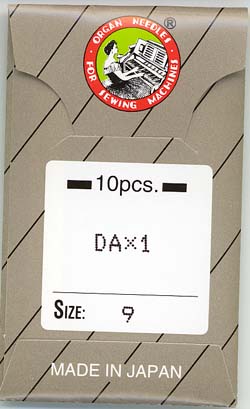 ORGAN NEEDLES
®
FOR SEWING MACHINES
10pcs.
DA×1
SIZE: 9
MADE IN JAPAN